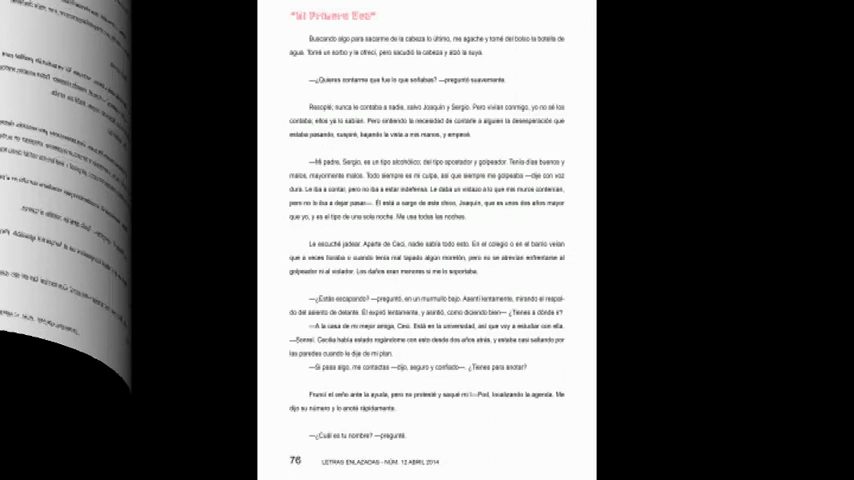 "Mi Primera Vez"
Buscando algo para sacarme de la cabeza lo último, me agache y tomé del bolso la botella de
agua. Tomé un sorbo y le ofrecí, pero sacudió la cabeza y alzó la suya.
—¿Quieres contarme que fue lo que soñabas? —preguntó suavemente.
Resoplé; nunca le contaba a nadie, salvo Joaquín y Sergio. Pero vivían conmigo, yo no sé los
contaba; ellos ya lo sabían. Pero sintiendo la necesidad de contarle a alguien la desesperación que
estaba pasando, suspiré, bajando la vista a mis manos, y empecé.
—Mi padre, Sergio, es un tipo alcohólico; del tipo apostador y golpeador. Tenía días buenos y
malos, mayormente malos. Todo siempre es mi culpa, así que siempre me golpeaba —dije con voz
dura. Le iba a contar, pero no iba a estar indefensa. Le daba un vistazo a lo que mis muros contenían,
pero no lo iba a dejar pasar—. Él está a cargo de este chico, Joaquín, que es unos dos años mayor
que yo, y es el tipo de una sola noche. Me usa todas las noches.
Le escuché jadear. Aparte de Ceci, nadie sabía todo esto. En el colegio o en el barrio veían
que a veces lloraba o cuando tenía mal tapado algún moretón, pero no se atrevían enfrentarse al
golpeador ni al violador. Los daños eran menores si me lo soportaba.
—¿Estás escapando? —preguntó, en un murmullo bajo. Asentí lentamente, mirando el respal-
do del asiento de delante. Él expiró lentamente, y asintió, como diciendo bien— ¿Tienes a dónde ir?
—A la casa de mi mejor amiga, Ceci. Está en la universidad, así que voy a estudiar con ella.
—Sonreí. Cecilia había estado rogándome con esto desde dos años atrás, y estaba casi saltando por
las paredes cuando le dije de mi plan.
—Si pasa algo, me contactas —dijo, seguro y confiado—. ¿Tienes para anotar?
Fruncí el ceño ante la ayuda, pero no protesté y saqué mi I—Pod, localizando la agenda. Me
dijo su número y lo anoté rápidamente.
—¿Cuál es tu nombre? —pregunté.
76 LETRAS ENLAZADAS - NÚM. 12 ABRIL 2014